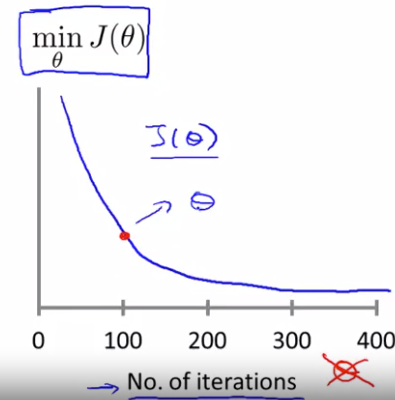 min J(θ)
θ
J(θ)
θ
0 100 200 300 400
No. of iterations